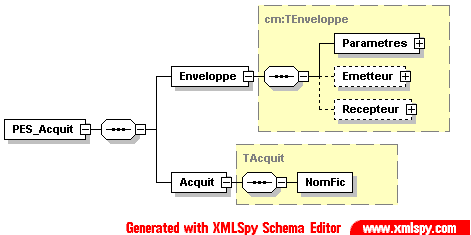 cm:TEnveloppe
Parametres
Enveloppe
Emetteur
Recepteur
PES_Acquit
TAcquit
Acquit
NomFic
Generated with XMLSpy Schema Editor www.xmlspy.com